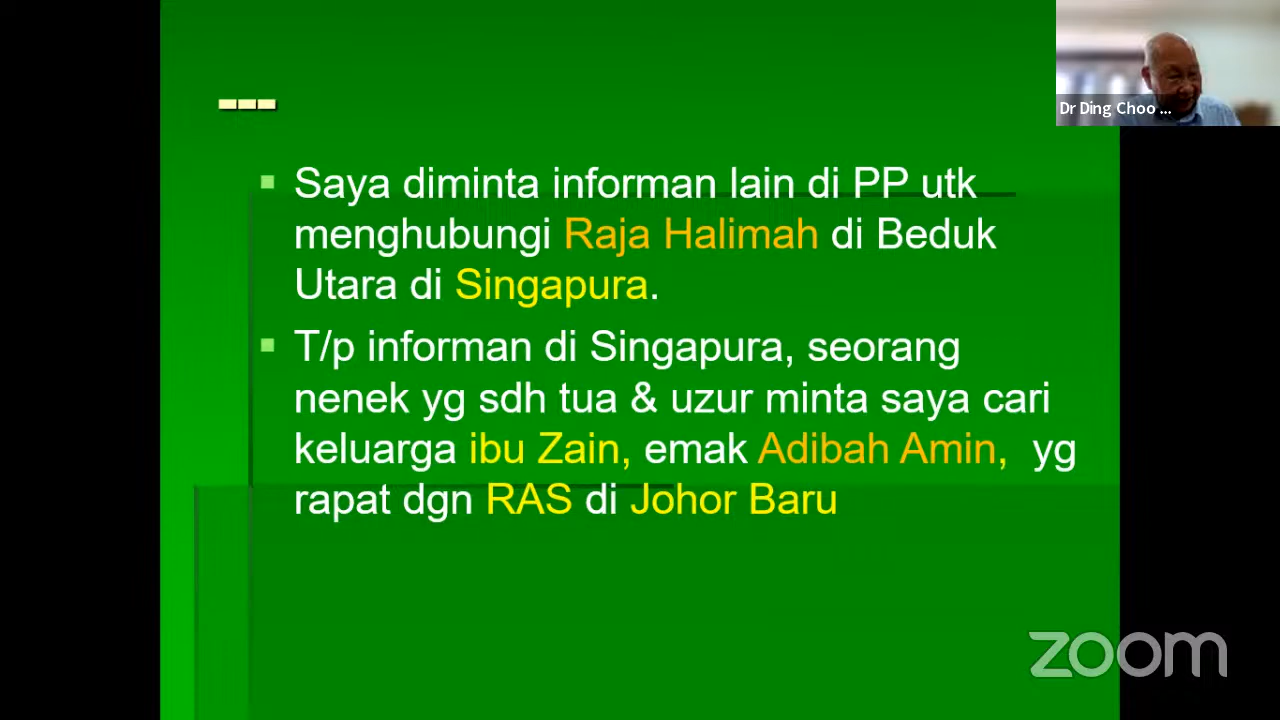 Dr Ding Choo ...
---
Saya diminta informan lain di PP utk
menghubungi Raja Halimah di Beduk
Utara di Singapura.
T/p informan di Singapura, seorang
nenek yg sdh tua & uzur minta saya cari
keluarga ibu Zain, emak Adibah Amin, yg
rapat dgn RAS di Johor Baru
zoom